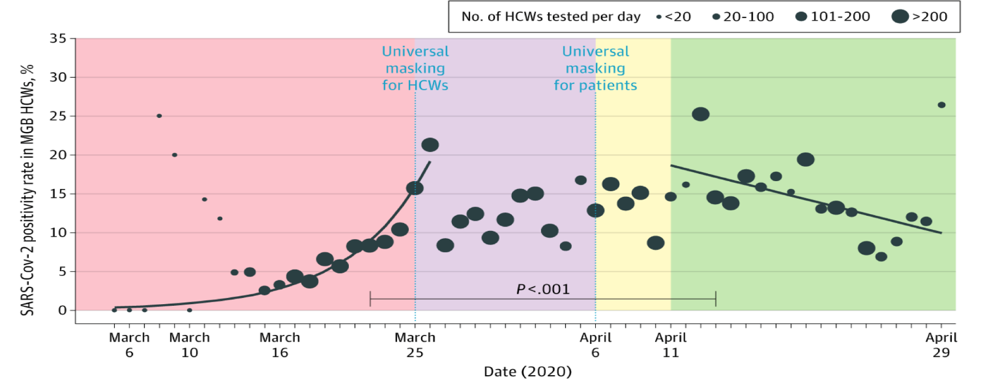 No. of HCWs tested per day <20 20-100 101-200 >200
35
30
25
20
15
10
5
0
SARS-Cov-2 positivity rate in MGB HCWs, %
Universal
masking
for HCWs
Universal
masking
for patients
P<.001
March
6
March
10
March
16
March
25
April
6
April
11
April
29
Date (2020)